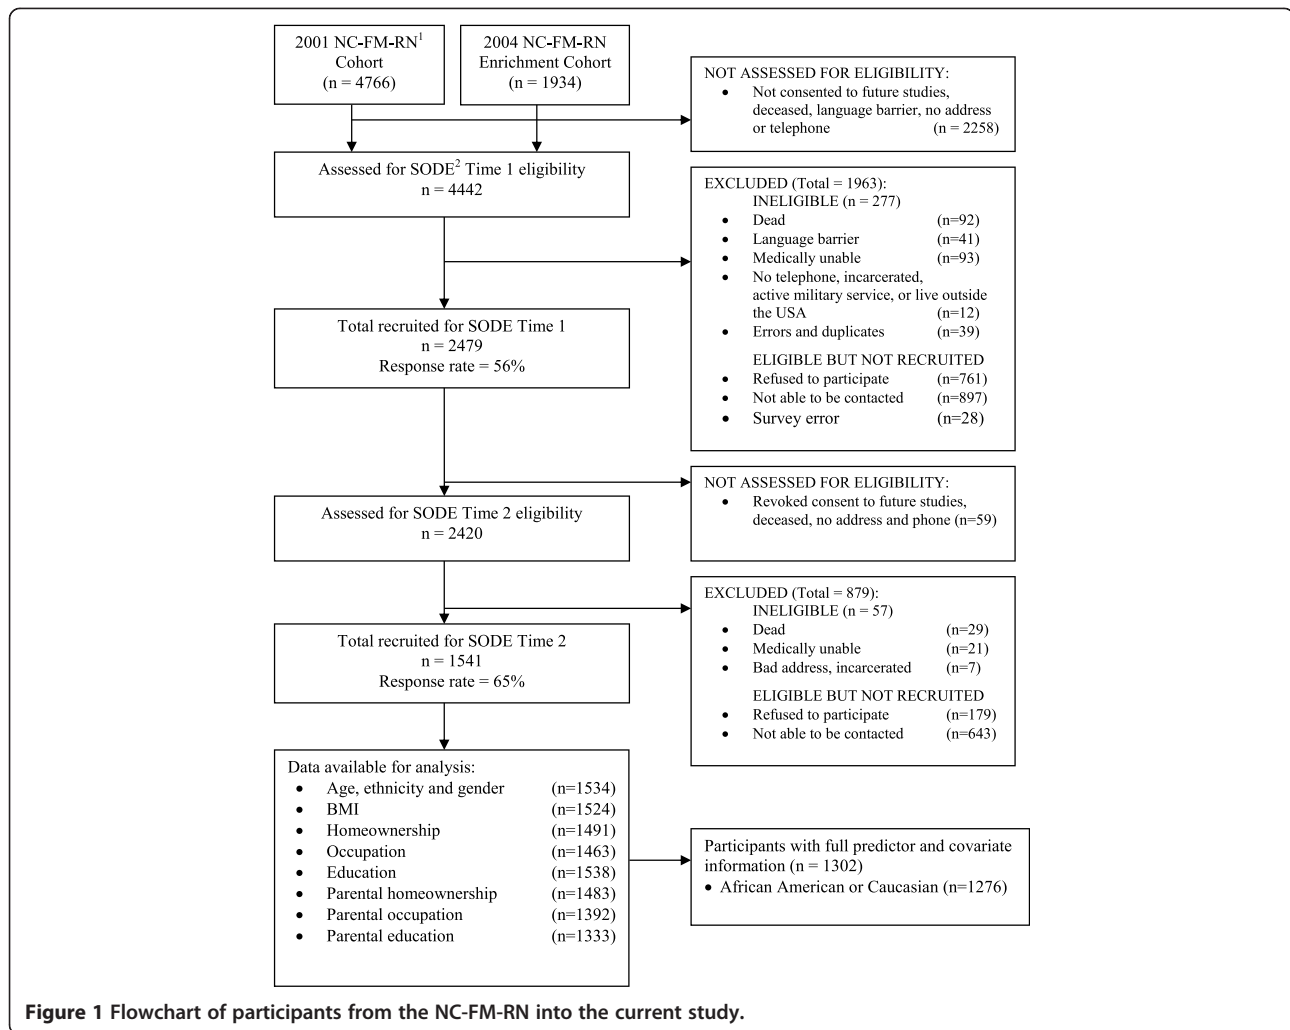 2001 NC-FM-RN1
Cohort
(n = 4766)
2004 NC-FM-RN
Enrichment Cohort
(n = 1934)
NOT ASSESSED FOR ELIGIBILITY:
• Not consented to future studies,
deceased, language barrier, no address
or telephone (n = 2258)
Assessed for SODE2 Time 1 eligibility
n = 4442
EXCLUDED (Total = 1963):
INELIGIBLE (n = 277)
• Dead (n=92)
• Language barrier (n=41)
• Medically unable (n=93)
• No telephone, incarcerated,
active military service, or live outside
the USA (n=12)
• Errors and duplicates (n=39)
ELIGIBLE BUT NOT RECRUITED
• Refused to participate (n=761)
• Not able to be contacted (n=897)
• Survey error (n=28)
Total recruited for SODE Time 1
n = 2479
Response rate = 56%
NOT ASSESSED FOR ELIGIBILITY:
• Revoked consent to future studies,
deceased, no address and phone (n=59)
Assessed for SODE Time 2 eligibility
n = 2420
EXCLUDED (Total = 879):
INELIGIBLE (n = 57)
• Dead (n=29)
• Medically unable (n=21)
• Bad address, incarcerated (n=7)
ELIGIBLE BUT NOT RECRUITED
• Refused to participate (n=179)
• Not able to be contacted (n=643)
Total recruited for SODE Time 2
n = 1541
Response rate = 65%
Data available for analysis:
• Age, ethnicity and gender (n=1534)
• BMI (n=1524)
• Homeownership (n=1491)
• Occupation (n=1463)
• Education (n=1538)
• Parental homeownership (n=1483)
• Parental occupation (n=1392)
• Parental education (n=1333)
Participants with full predictor and covariate
information (n = 1302)
• African American or Caucasian (n=1276)
Figure 1 Flowchart of participants from the NC-FM-RN into the current study.